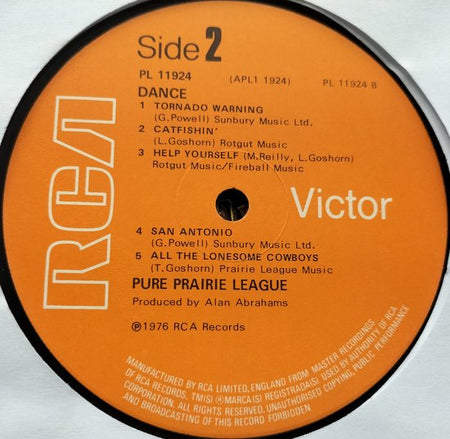 Side 2
PL 11924 (APL1 1924) PL 11924 B
DANCE
1 TORNADO WARNING
(G.Powell) Sunbury Music Ltd.
2 CATFISHIN'
(L.Goshorn) Rotgut Music
3 HELP YOURSELF (M.Reilly, L.Goshorn)
Rotgut Music/Fireball Music
RCA
Victor
4 SAN ANTONIO
(G.Powell) Sunbury Music Ltd.
5 ALL THE LONESOME COWBOYS
(T.Goshorn) Prairie League Music
PURE PRAIRIE LEAGUE
Produced by Alan Abrahams
℗1976 RCA Records
MANUFACTURED BY RCA LIMITED, ENGLAND FROM MASTER RECORDINGS
OF RCA RECORDS. TM(S) ® MARCA(S) REGISTRADA(S) USED BY AUTHORITY OF RCA
CORPORATION. ALL RIGHTS RESERVED. UNAUTHORISED COPYING, PUBLIC PERFORMANCE
AND BROADCASTING OF THIS RECORD FORBIDDEN